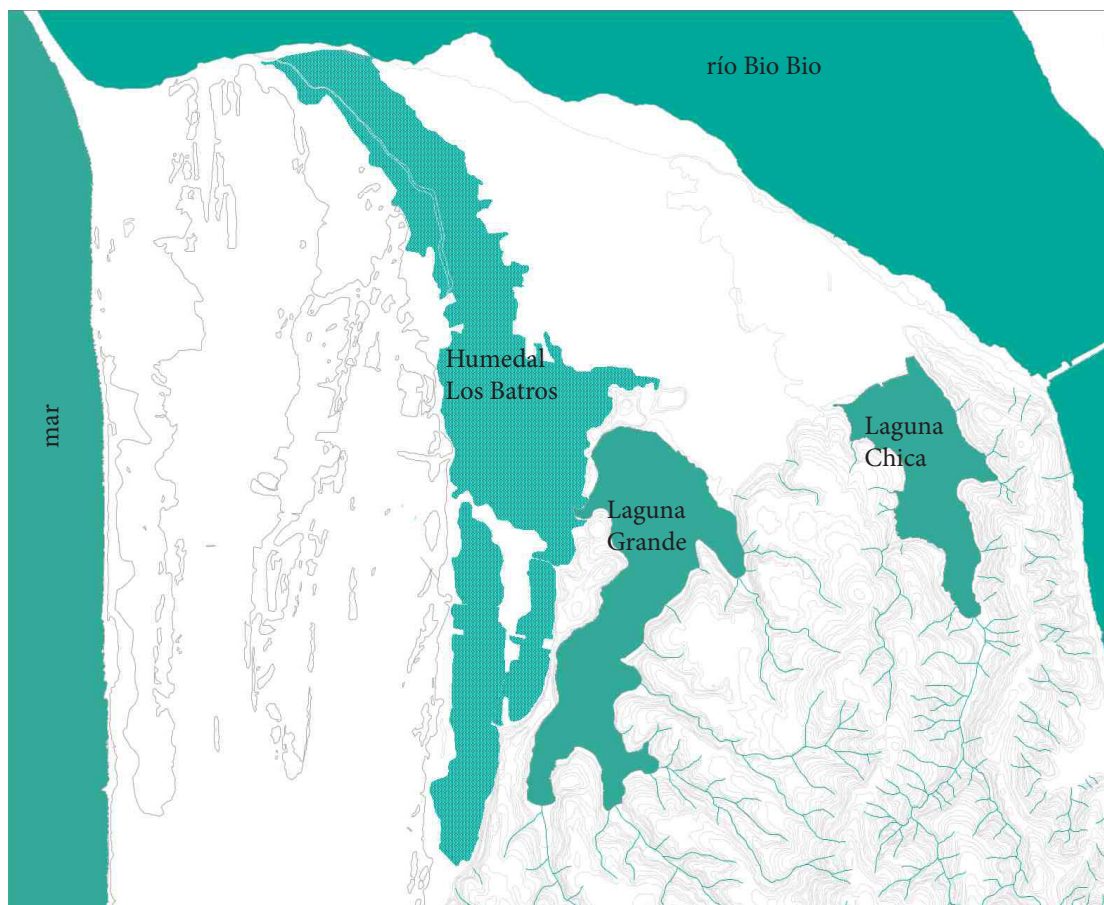 río Bio Bio
Humedal
Los Batros
mar
Laguna
Chica
Laguna
Grande